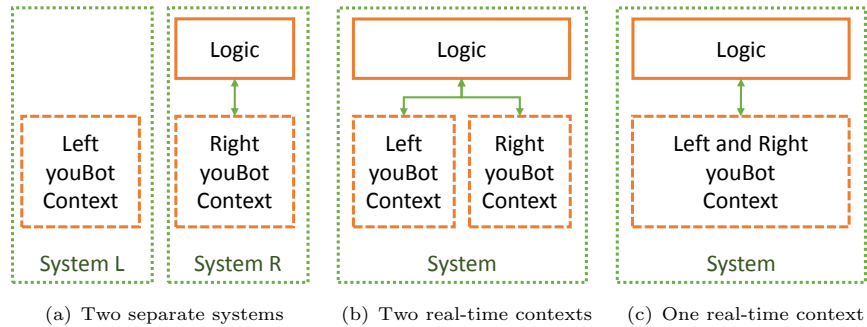 Logic
Left
youBot
Context
Right
youBot
Context
System L
System R
(a) Two separate systems
Logic
Left
youBot
Context
Right
youBot
Context
System
(b) Two real-time contexts
Logic
Left and Right
youBot
Context
System
(c) One real-time context